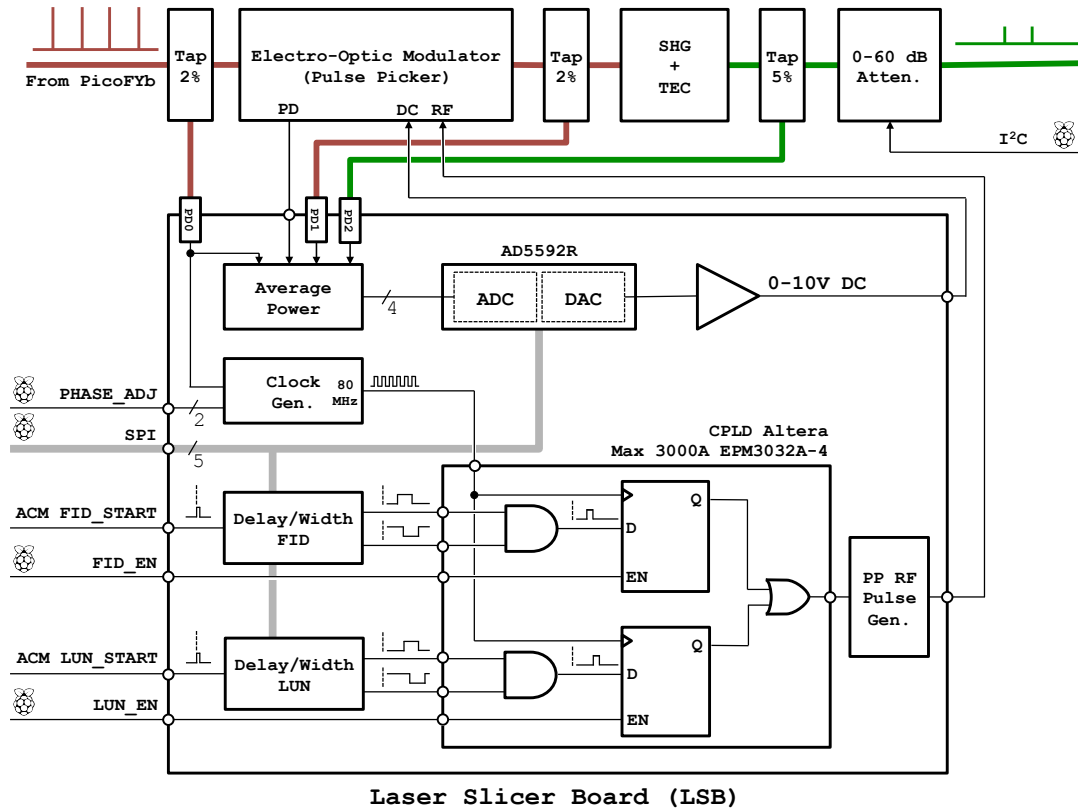 Tap
2%
Electro-Optic Modulator
(Pulse Picker)
PD
DC RF
Tap
2%
SHG
+
TEC
Tap
5%
0-60 dB
Atten.
From PicoFYb
I²C
PD0
PD1
PD2
Average
Power
4
AD5592R
ADC
DAC
0-10V DC
Clock
Gen.
80
MHz
PHASE_ADJ
2
SPI
5
CPLD Altera
Max 3000A EPM3032A-4
ACM FID_START
Delay/Width
FID
FID_EN
Q
D
EN
PP RF
Pulse
Gen.
ACM LUN_START
Delay/Width
LUN
LUN_EN
Q
D
EN
Laser Slicer Board (LSB)